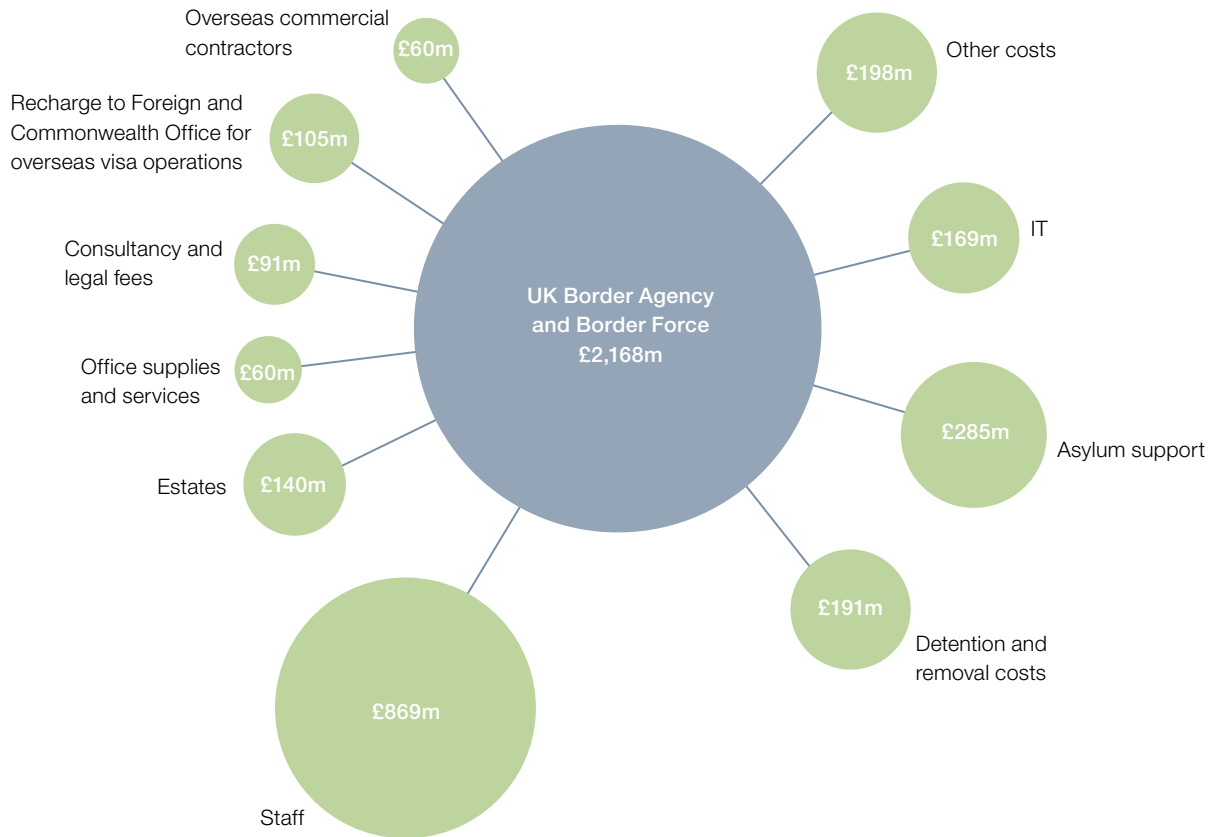 Overseas commercial
contractors
£60m
Other costs
£198m
Recharge to Foreign and
Commonwealth Office for
overseas visa operations
£105m
IT
£169m
Consultancy and
legal fees
£91m
UK Border Agency
and Border Force
£2,168m
Office supplies
and services
£60m
Asylum support
£285m
Estates
£140m
Detention and
removal costs
£191m
£869m
Staff